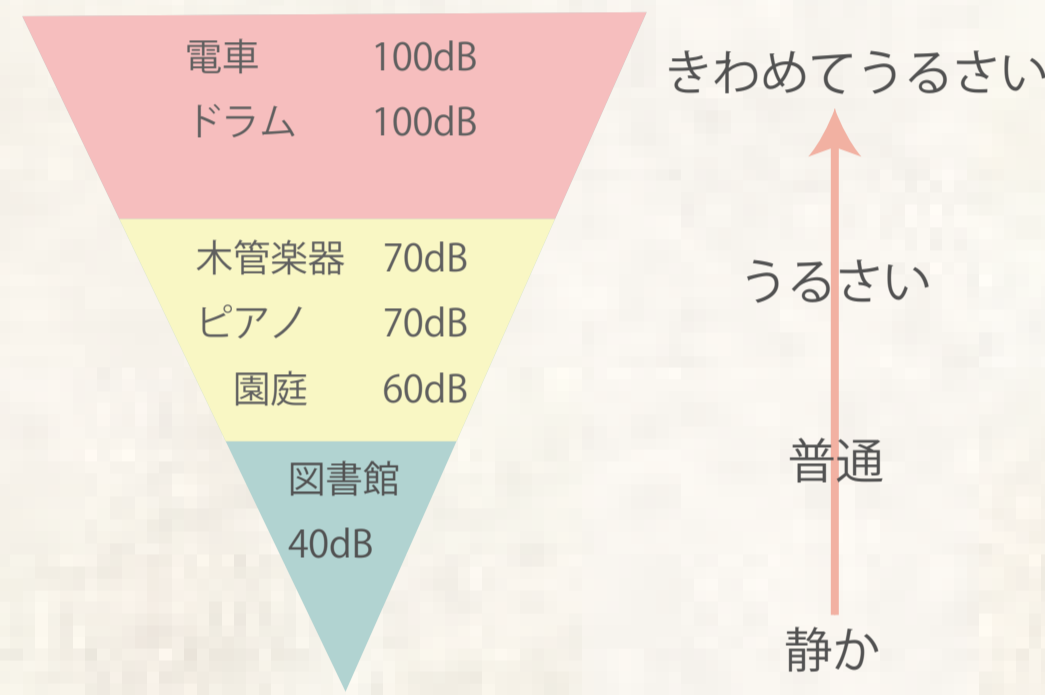 電車 100dB
ドラム 100dB
木管楽器 70dB
ピアノ 70dB
園庭 60dB
図書館
40dB
きわめてうるさい
うるさい
普通
静か